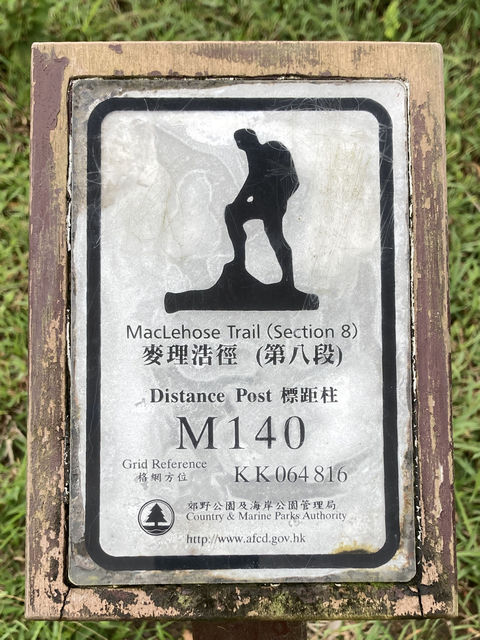 MacLehose Trail (Section 8)
麥理浩徑 (第八段)
Distance Post 標距柱
M140
Grid Reference
格網方位
KK 064 816
郊野公園及海岸公園管理局
Country & Marine Parks Authority
http://www.afcd.gov.hk